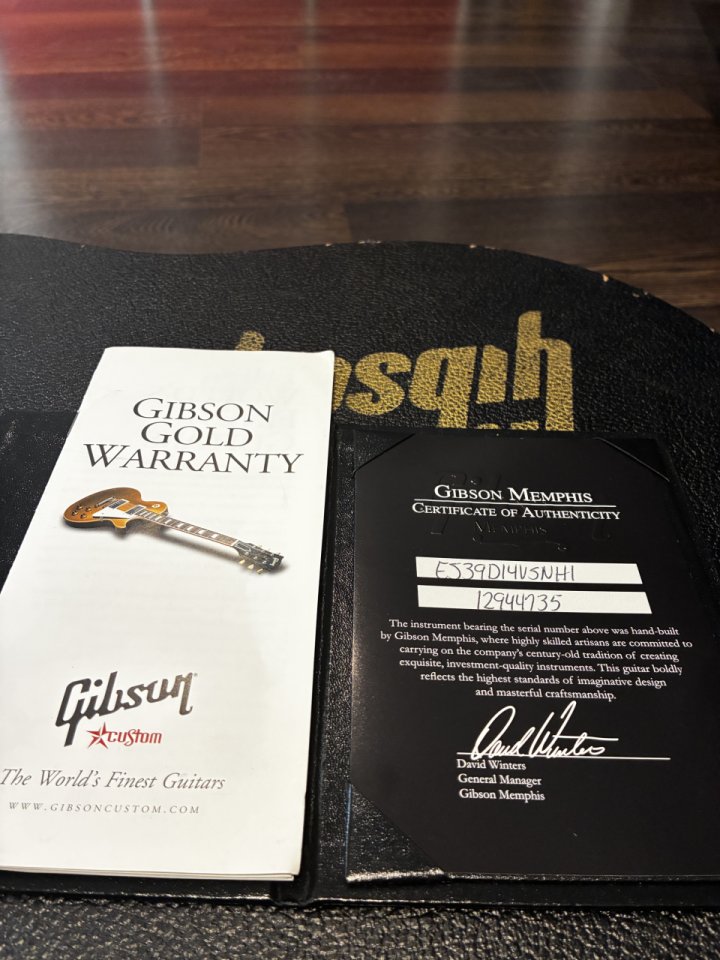 Gibson
GIBSON
GOLD
WARRANTY
Gibson
CUSTOM
The World's Finest Guitars
WWW.GIBSONCUSTOM.COM
GIBSON MEMPHIS
CERTIFICATE OF AUTHENTICITY
MEMPHIS
ES39D14VSNH1
12944735
The instrument bearing the serial number above was hand-built
by Gibson Memphis, where highly skilled artisans are committed to
carrying on the company's century-old tradition of creating
exquisite, investment-quality instruments. This guitar boldly
reflects the highest standards of imaginative design
and masterful craftsmanship.
David Winters
David Winters
General Manager
Gibson Memphis